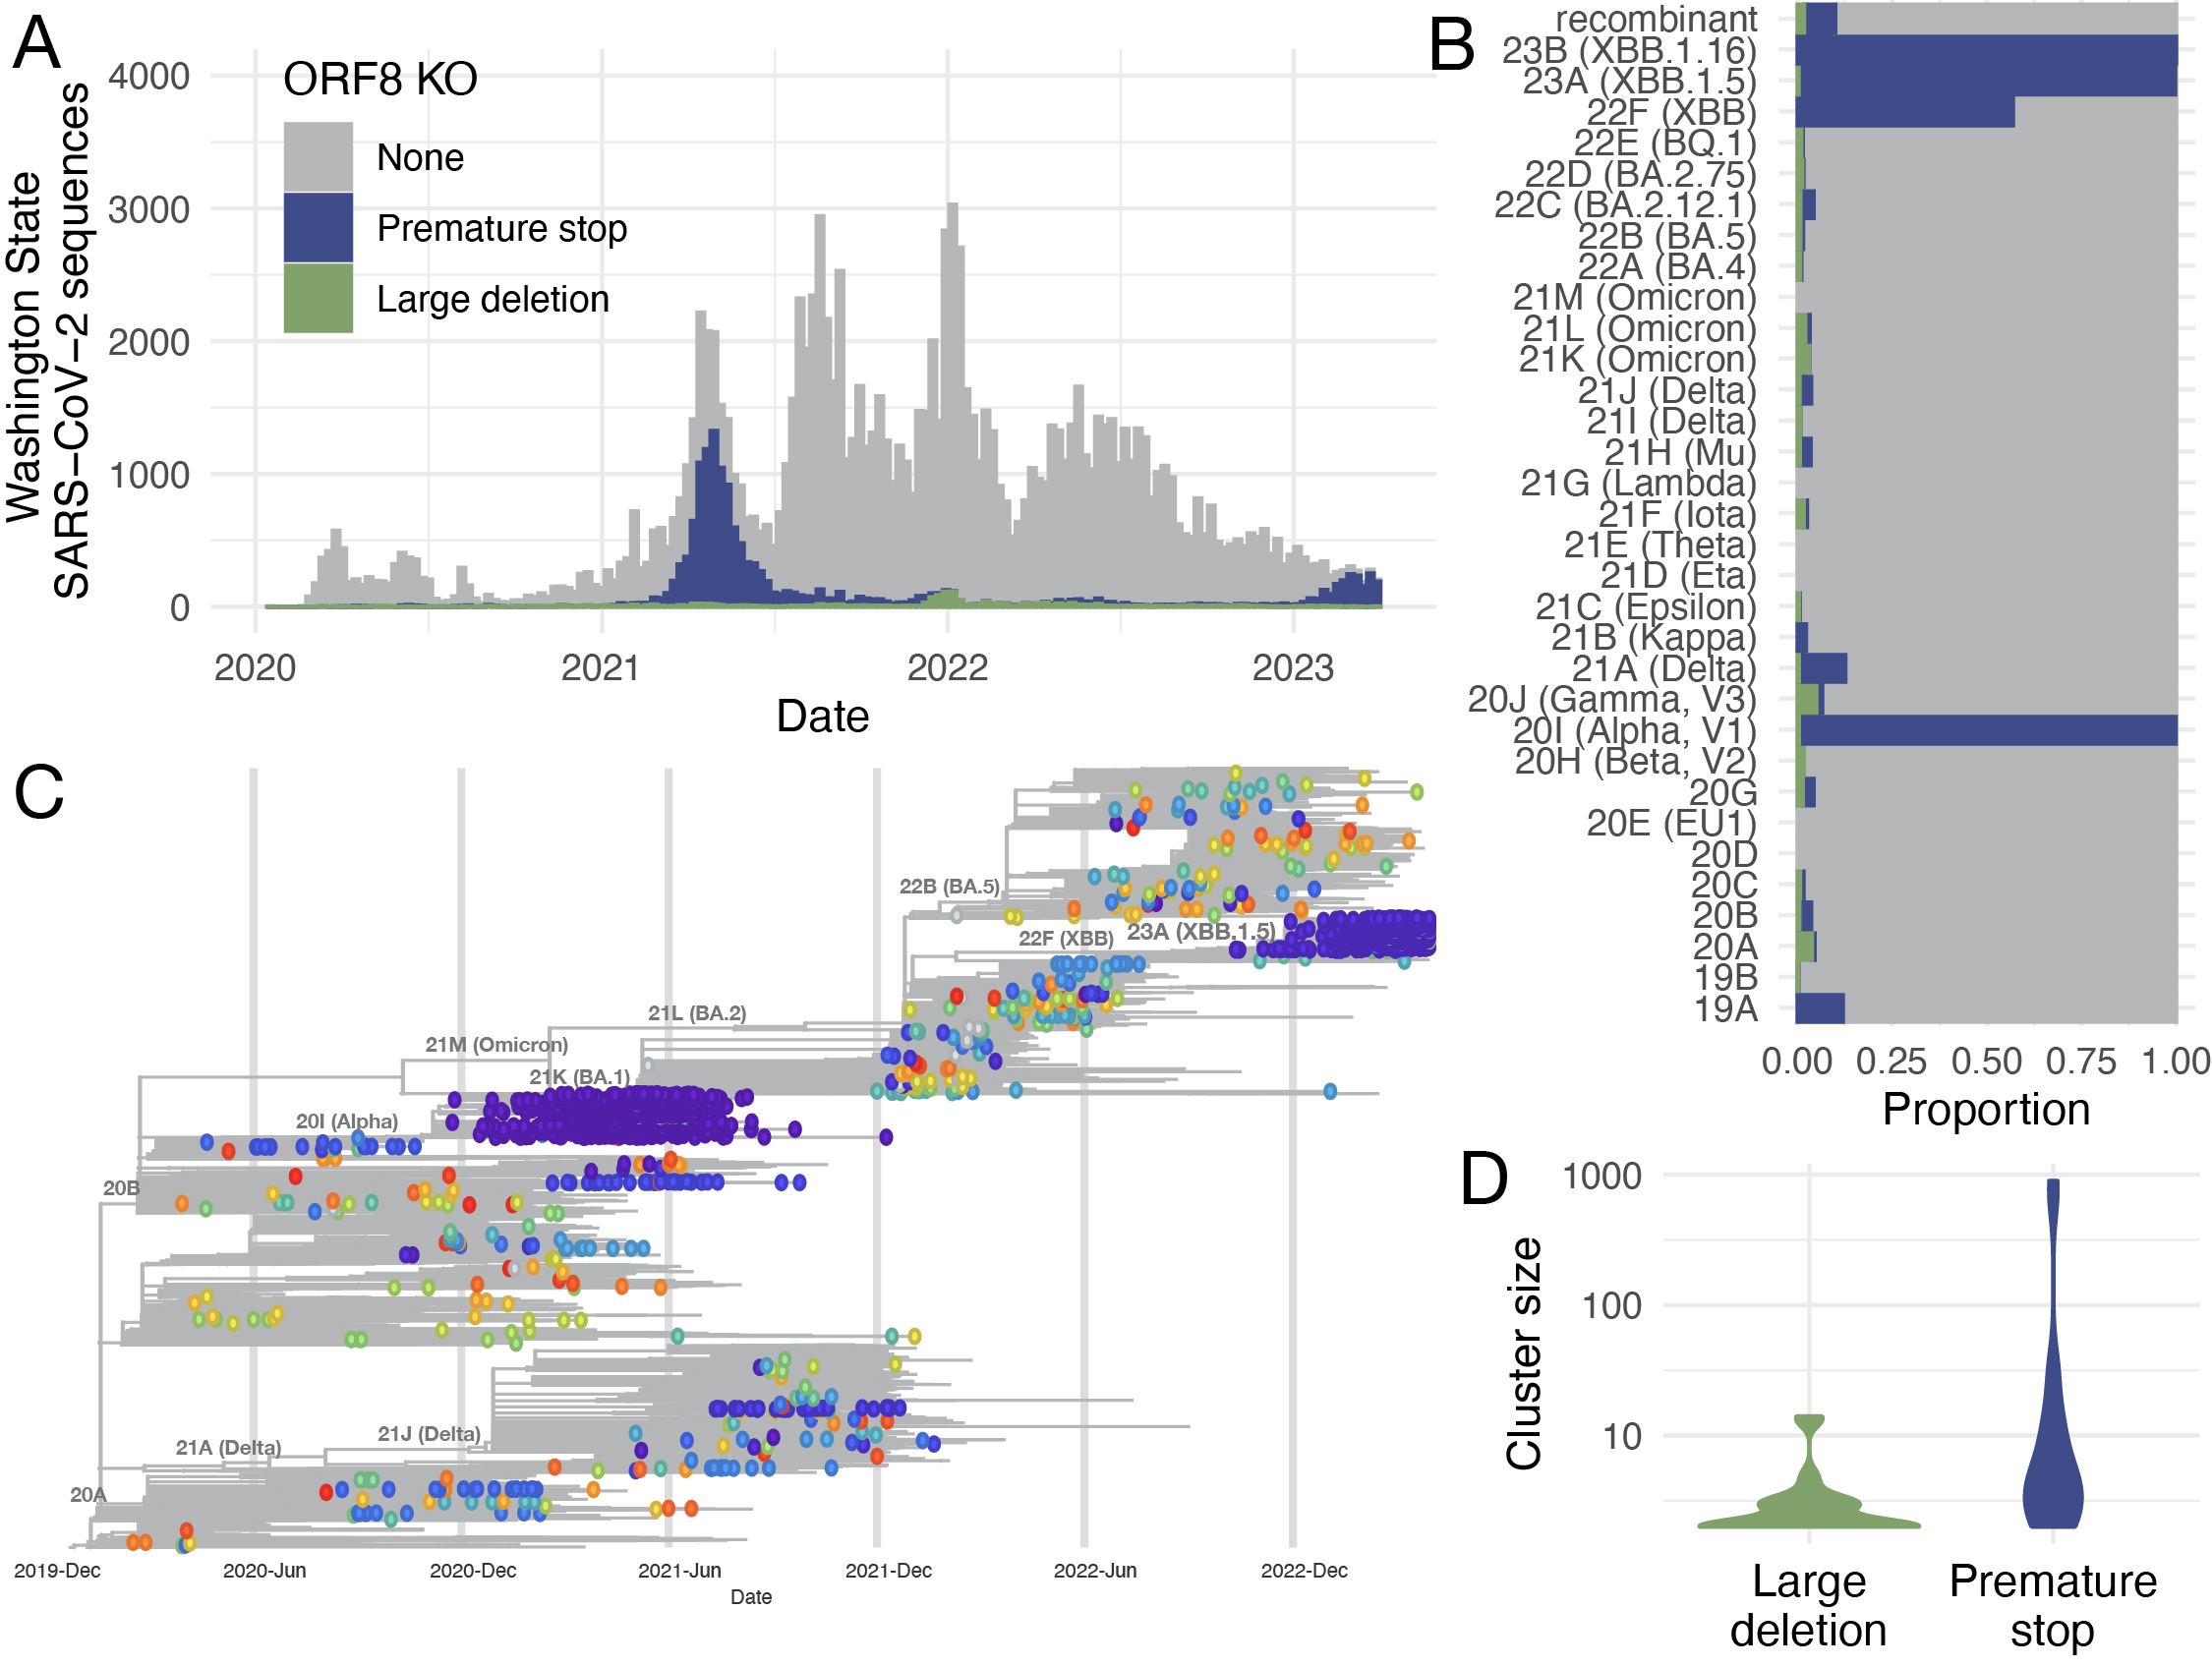 A
ORF8 KO
None
Premature stop
Large deletion
Washington State
SARS−CoV−2 sequences
4000
3000
2000
1000
0
2020
2021
2022
2023
Date
B
recombinant
23B (XBB.1.16)
23A (XBB.1.5)
22F (XBB)
22E (BQ.1)
22D (BA.2.75)
22C (BA.2.12.1)
22B (BA.5)
22A (BA.4)
21M (Omicron)
21L (Omicron)
21K (Omicron)
21J (Delta)
21I (Delta)
21H (Mu)
21G (Lambda)
21F (Iota)
21E (Theta)
21D (Eta)
21C (Epsilon)
21B (Kappa)
21A (Delta)
20J (Gamma, V3)
20I (Alpha, V1)
20H (Beta, V2)
20G
20E (EU1)
20D
20C
20B
20A
19B
19A
0.00
0.25
0.50
0.75
1.00
Proportion
C
22B (BA.5)
23A (XBB.1.5)
22F (XBB)
21L (BA.2)
21M (Omicron)
21K (BA.1)
20I (Alpha)
20B
21J (Delta)
21A (Delta)
20A
2019-Dec
2020-Jun
2020-Dec
2021-Jun
2021-Dec
2022-Jun
2022-Dec
Date
D
Cluster size
1000
100
10
Large
deletion
Premature
stop